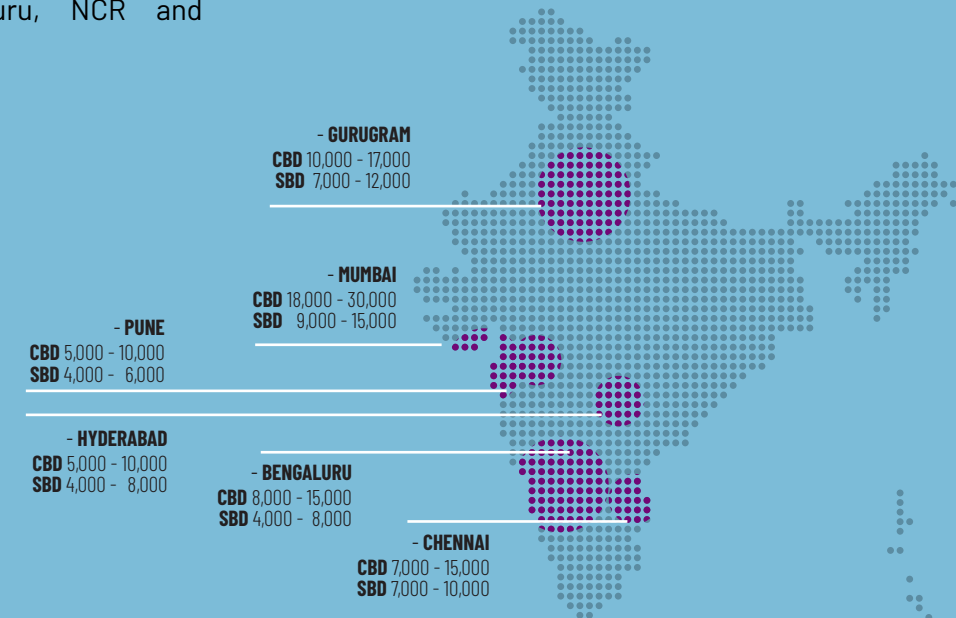 uru, NCR and
- GURUGRAM
CBD 10,000 - 17,000
SBD 7,000 - 12,000
- MUMBAI
CBD 18,000 - 30,000
SBD 9,000 - 15,000
- PUNE
CBD 5,000 - 10,000
SBD 4,000 - 6,000
- HYDERABAD
CBD 5,000 - 10,000
SBD 4,000 - 8,000
- BENGALURU
CBD 8,000 - 15,000
SBD 4,000 - 8,000
- CHENNAI
CBD 7,000 - 15,000
SBD 7,000 - 10,000